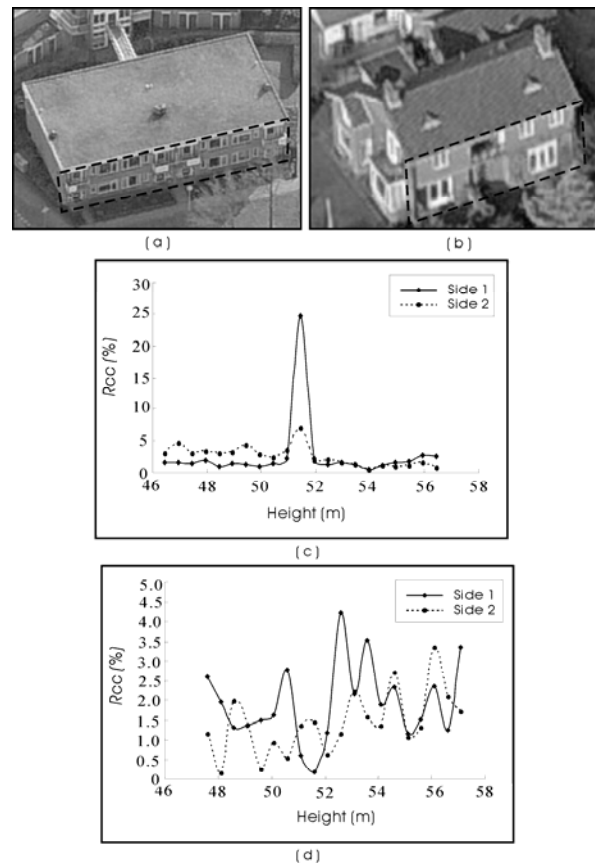 (a) (b)
Rcc (%)
30
25
20
15
10
5
0
46 48 50 52 54 56 58
Height (m)
Side 1
Side 2
(c)
Rcc (%)
5.0
4.5
4.0
3.5
3.0
2.5
2.0
1.5
1.0
0.5
0
46 48 50 52 54 56 58
Height (m)
Side 1
Side 2
(d)